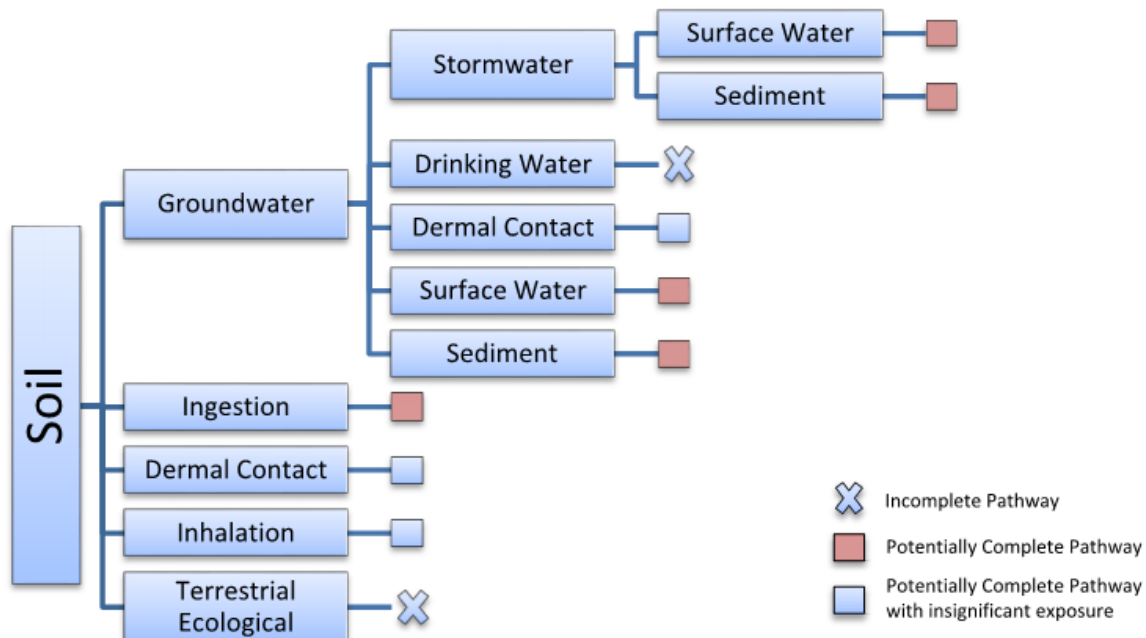 Surface Water
Stormwater
Sediment
Drinking Water
Groundwater
Dermal Contact
Surface Water
Sediment
Soil
Ingestion
Dermal Contact
Inhalation
Terrestrial
Ecological
Incomplete Pathway
Potentially Complete Pathway
Potentially Complete Pathway
with insignificant exposure